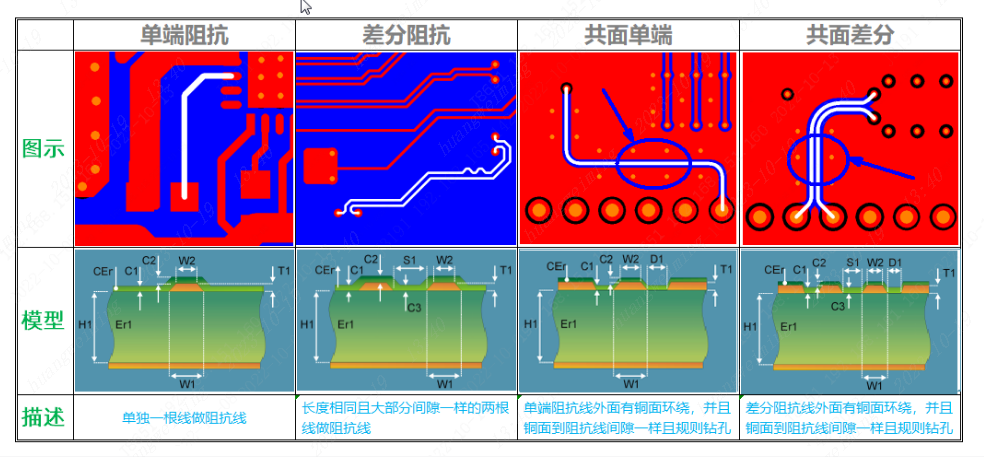 单端阻抗 差分阻抗 共面单端 共面差分
图示
模型
CEr C1 C2 W2 T1 H1 Er1 W1
CEr C1 C2 S1 W2 T1 C3 H1 Er1 W1
CEr C1 C2 W2 D1 T1 H1 Er1 W1
CEr C1 C2 S1 W2 D1 T1 C3 H1 Er1 W1
描述
单独一根线做阻抗线
长度相同且大部分间隙一样的两根
线做阻抗线
单端阻抗线外面有铜面环绕，并且
铜面到阻抗线间隙一样且规则钻孔
差分阻抗线外面有铜面环绕，并且
铜面到阻抗线间隙一样且规则钻孔